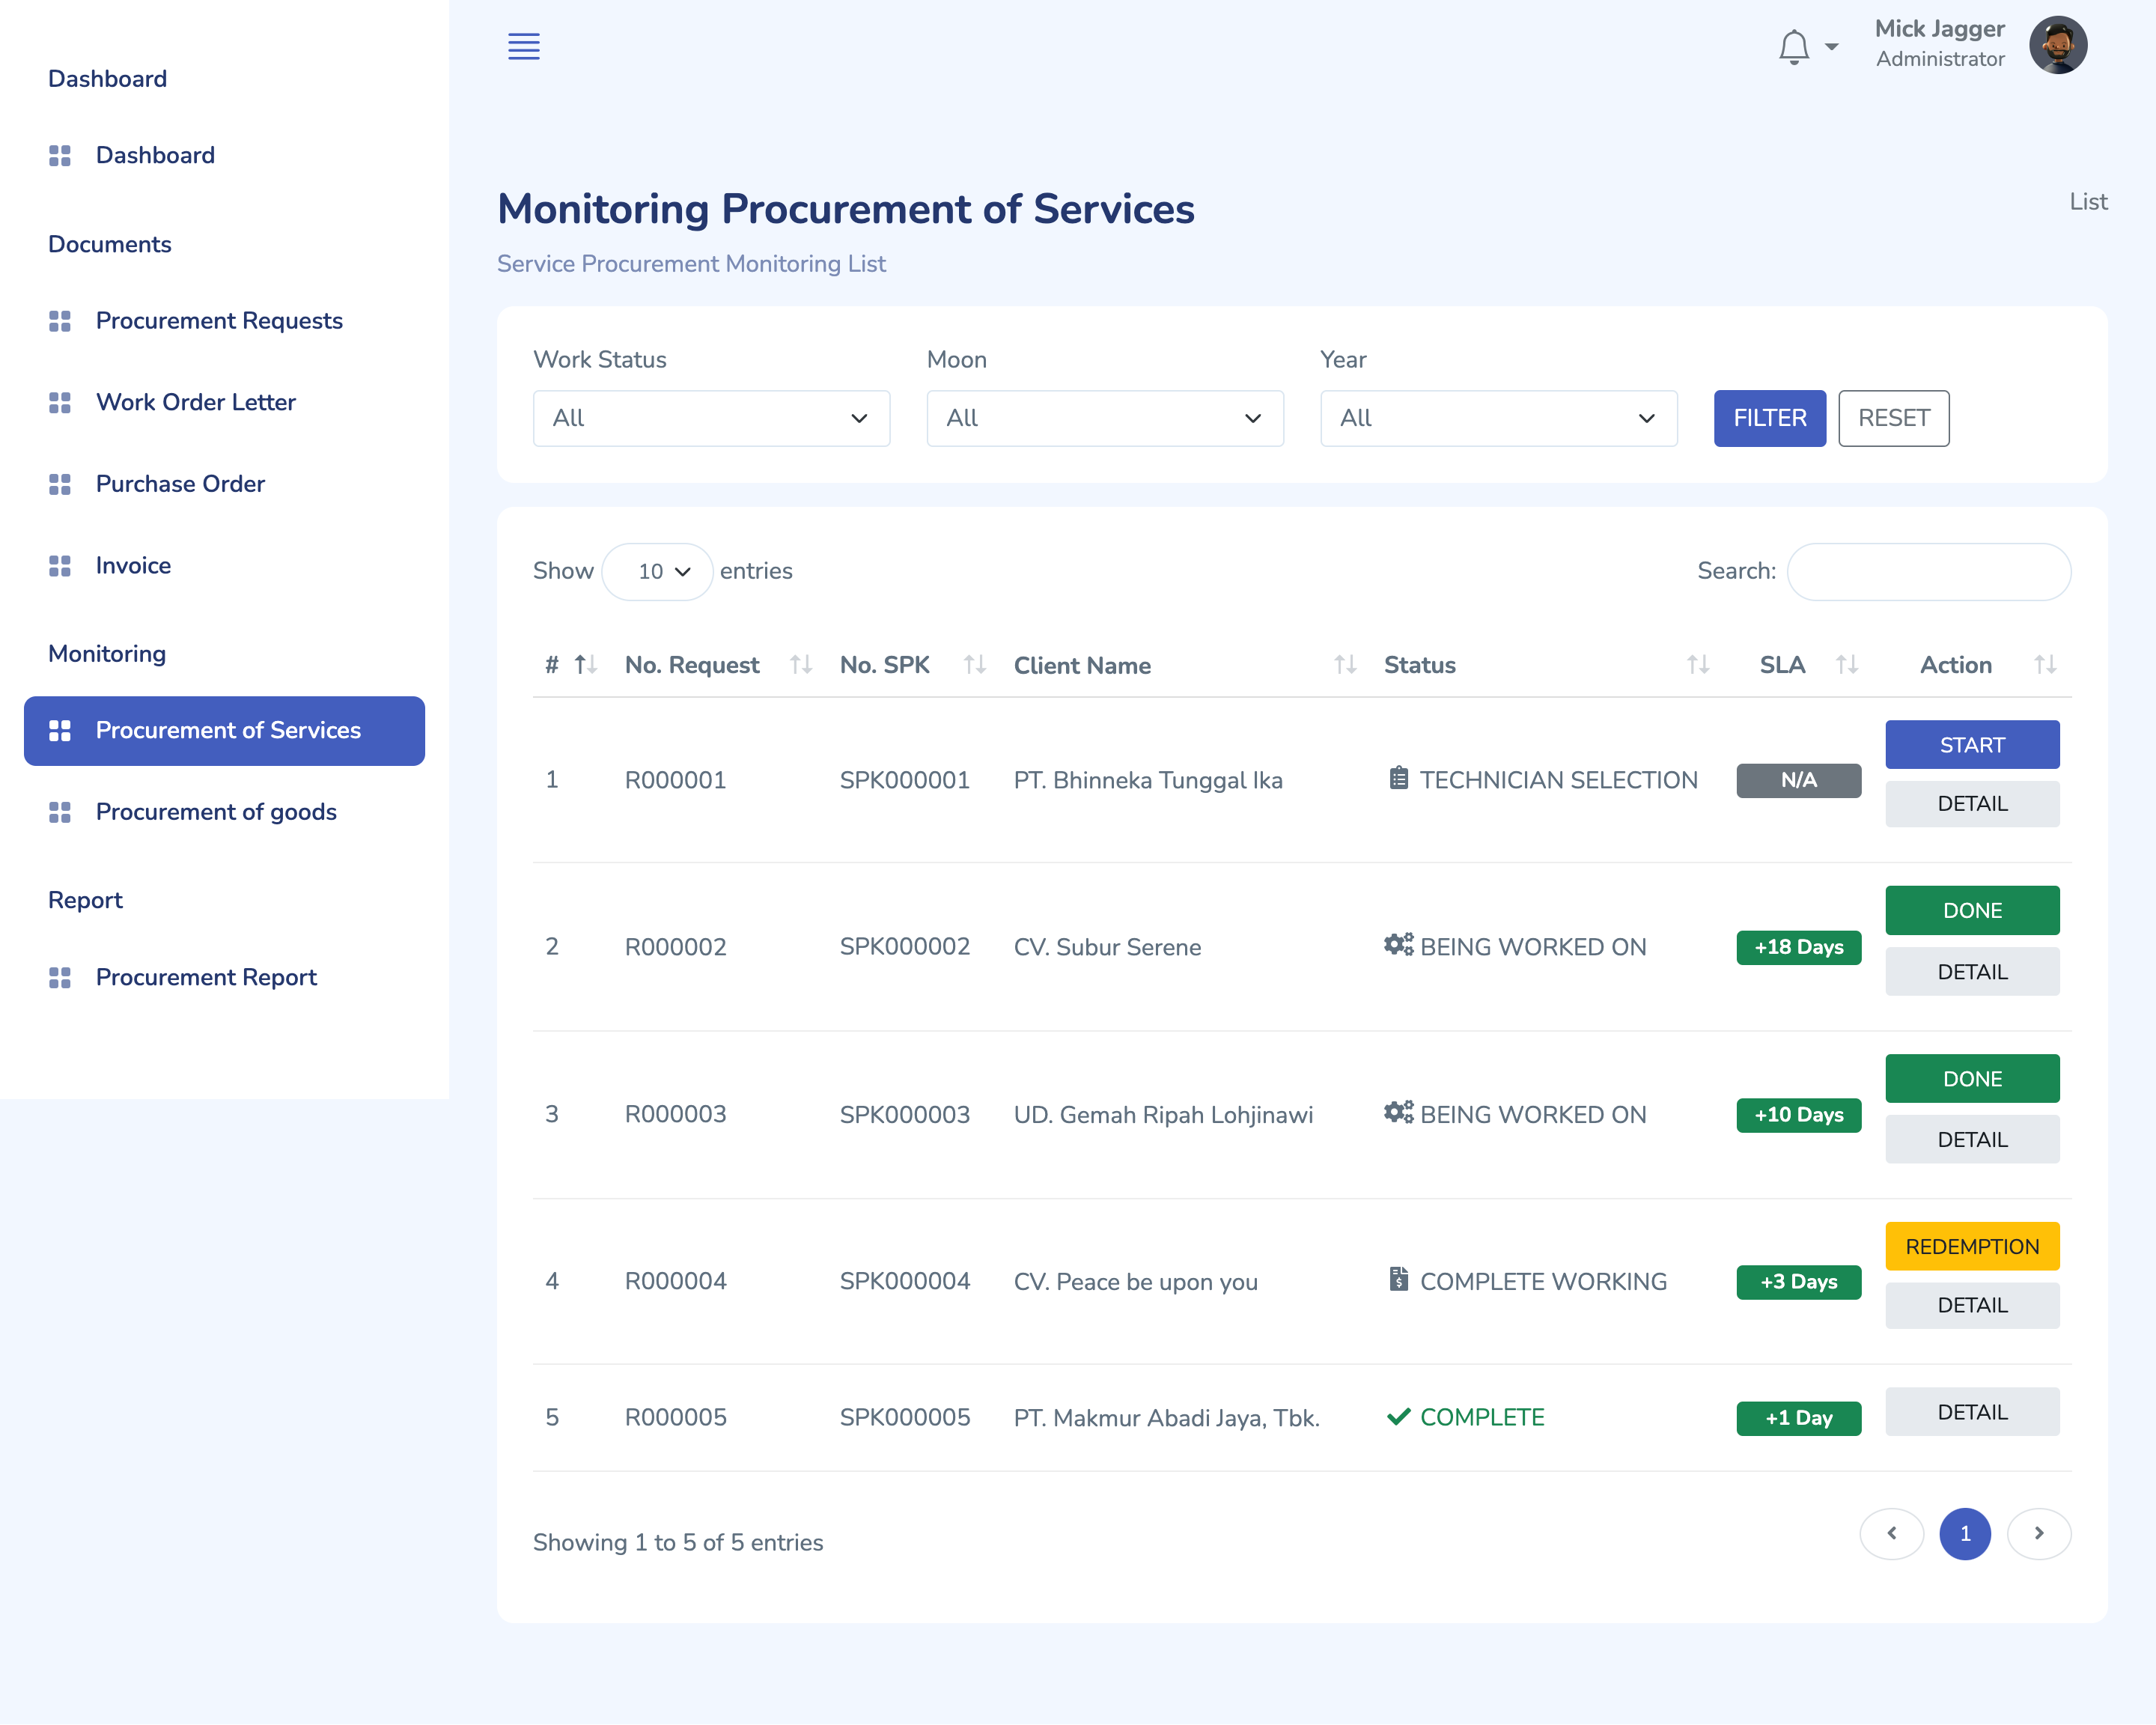 Dashboard
Dashboard
Documents
Procurement Requests
Work Order Letter
Purchase Order
Invoice
Monitoring
Procurement of Services
Procurement of goods
Report
Procurement Report
Mick Jagger
Administrator
Monitoring Procurement of Services
List
Service Procurement Monitoring List
Work Status Moon Year
All All All FILTER RESET
Show 10 entries Search:
# No. Request No. SPK Client Name Status SLA Action
1 R000001 SPK000001 PT. Bhinneka Tunggal Ika TECHNICIAN SELECTION N/A START
DETAIL
2 R000002 SPK000002 CV. Subur Serene BEING WORKED ON +18 Days DONE
DETAIL
3 R000003 SPK000003 UD. Gemah Ripah Lohjinawi BEING WORKED ON +10 Days DONE
DETAIL
4 R000004 SPK000004 CV. Peace be upon you COMPLETE WORKING +3 Days REDEMPTION
DETAIL
5 R000005 SPK000005 PT. Makmur Abadi Jaya, Tbk. COMPLETE +1 Day DETAIL
Showing 1 to 5 of 5 entries 1